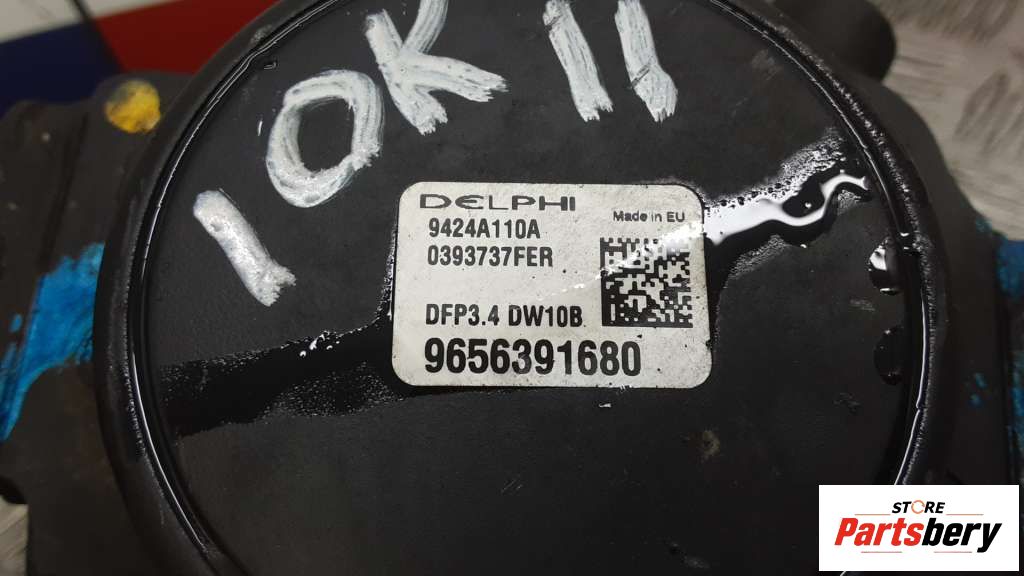 10K11
DELPHI
Made in EU
9424A110A
0393737FER
DFP3.4 DW10B
9656391680
STORE
Partsbery